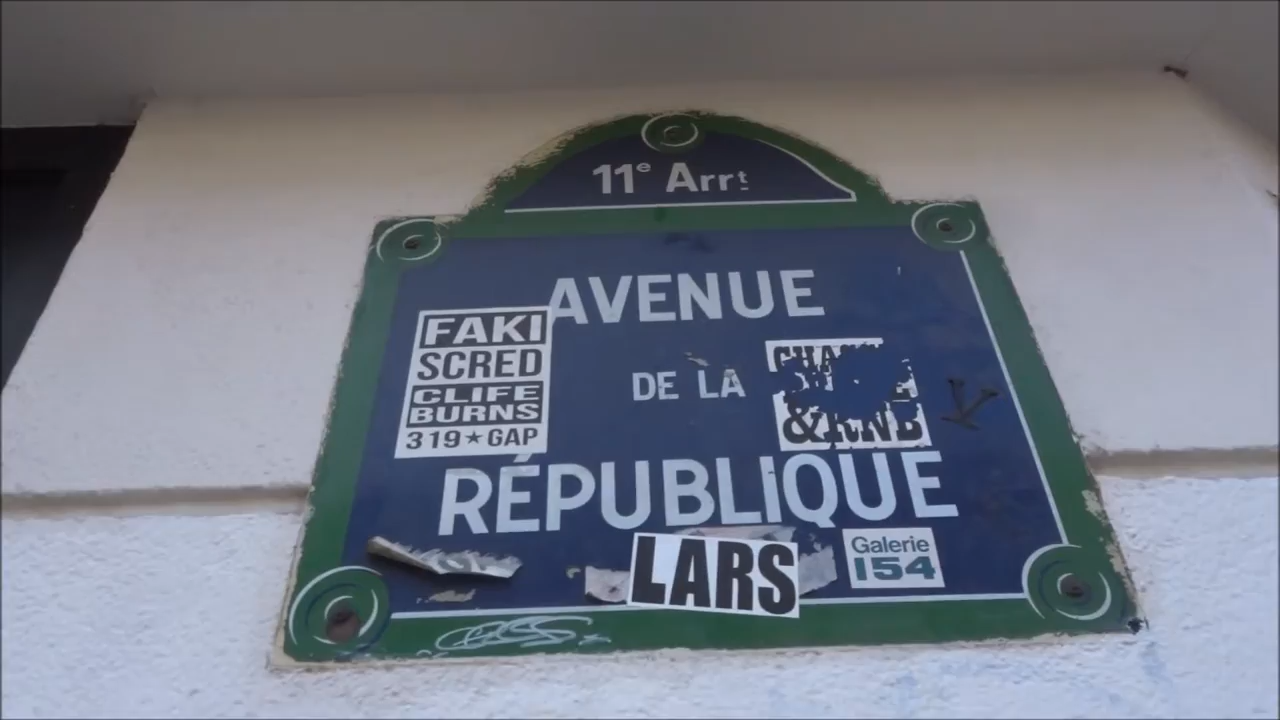 11e Arrt
AVENUE
DE LA
RÉPUBLIQUE
FAKI
SCRED
CLIFE
BURNS
319★GAP
&RNB
LARS
Galerie
154